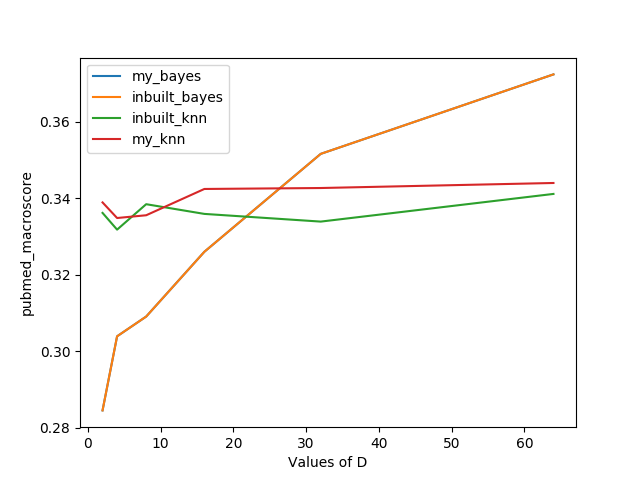 my_bayes
inbuilt_bayes
inbuilt_knn
my_knn
0.36
0.34
0.32
0.30
0.28
pubmed_macroscore
0 10 20 30 40 50 60
Values of D